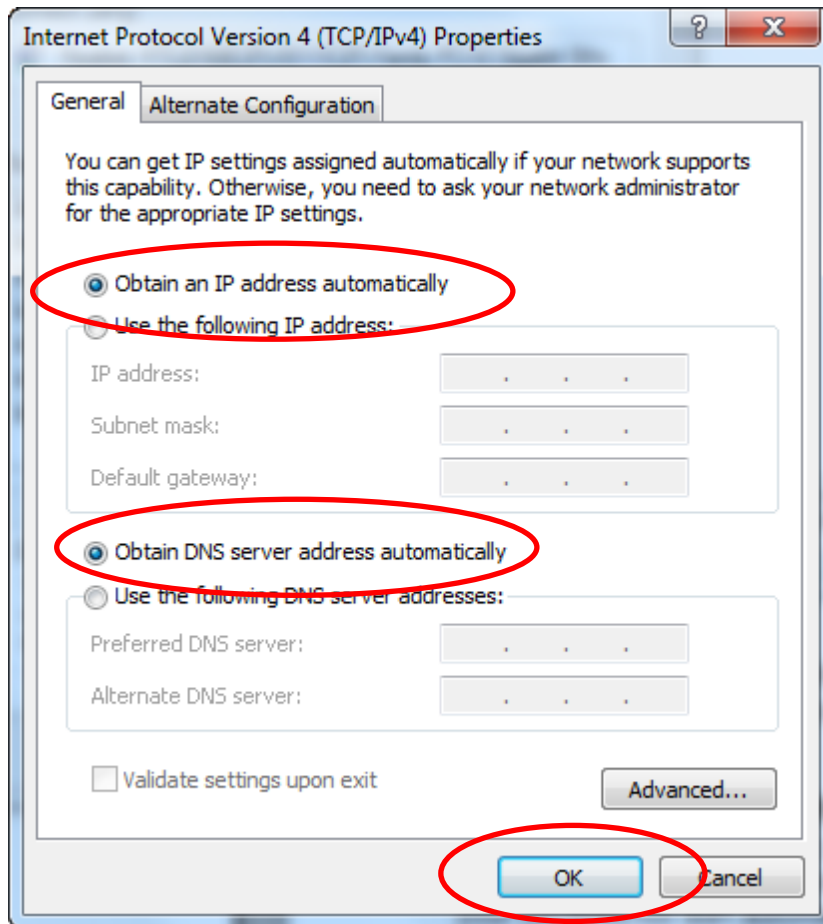 Internet Protocol Version 4 (TCP/IPv4) Properties
General
Alternate Configuration
You can get IP settings assigned automatically if your network supports
this capability. Otherwise, you need to ask your network administrator
for the appropriate IP settings.
Obtain an IP address automatically
Use the following IP address:
IP address:
Subnet mask:
Default gateway:
Obtain DNS server address automatically
Use the following DNS server addresses:
Preferred DNS server:
Alternate DNS server:
Validate settings upon exit
Advanced...
OK
Cancel